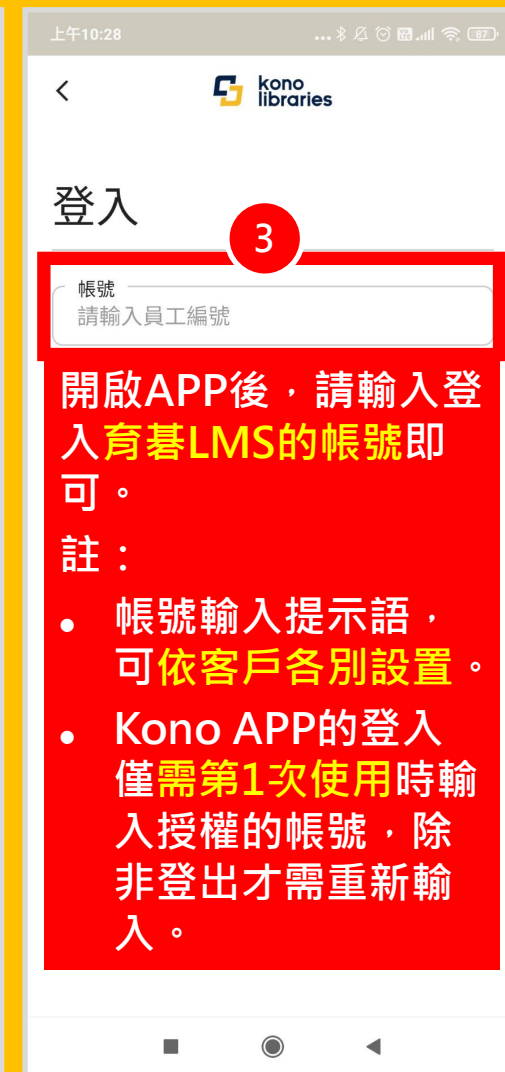 上午10:28
... 87
kono
libraries
登入
3
帳號
請輸入員工編號
開啟APP後，請輸入登
入育碁LMS的帳號即
可。
註：
• 帳號輸入提示語，
可依客戶各別設置。
• Kono APP的登入
僅需第1次使用時輸
入授權的帳號，除
非登出才需重新輸
入。